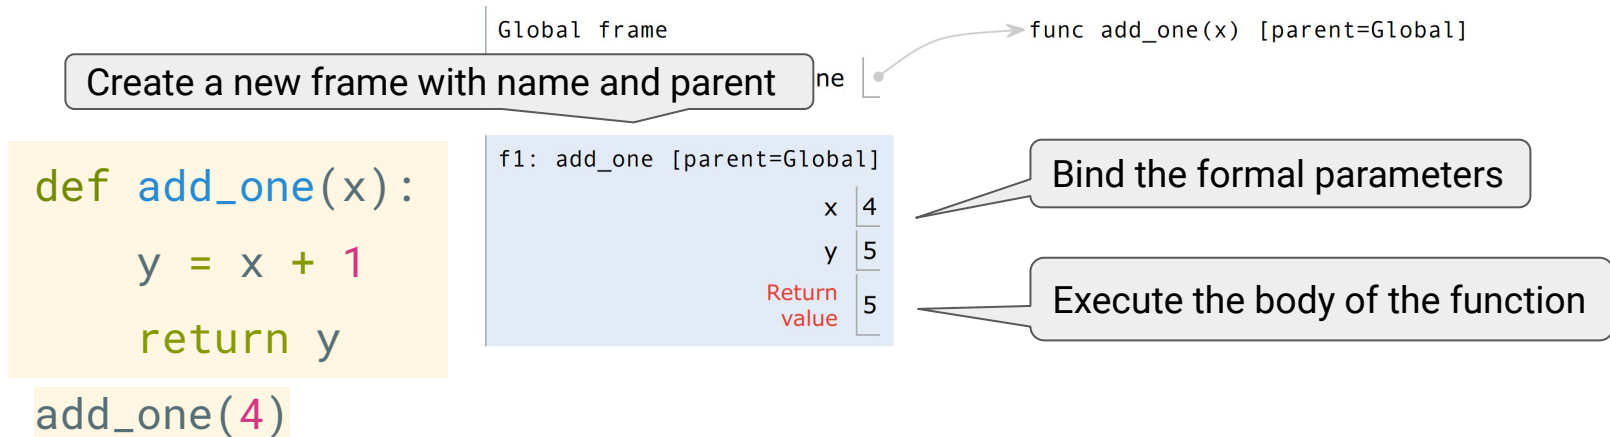 Global frame
func add_one(x) [parent=Global]
Create a new frame with name and parent
ne
f1: add_one [parent=Global]
x 4
y 5
Return
value 5
Bind the formal parameters
Execute the body of the function
def add_one(x):
y = x + 1
return y
add_one(4)